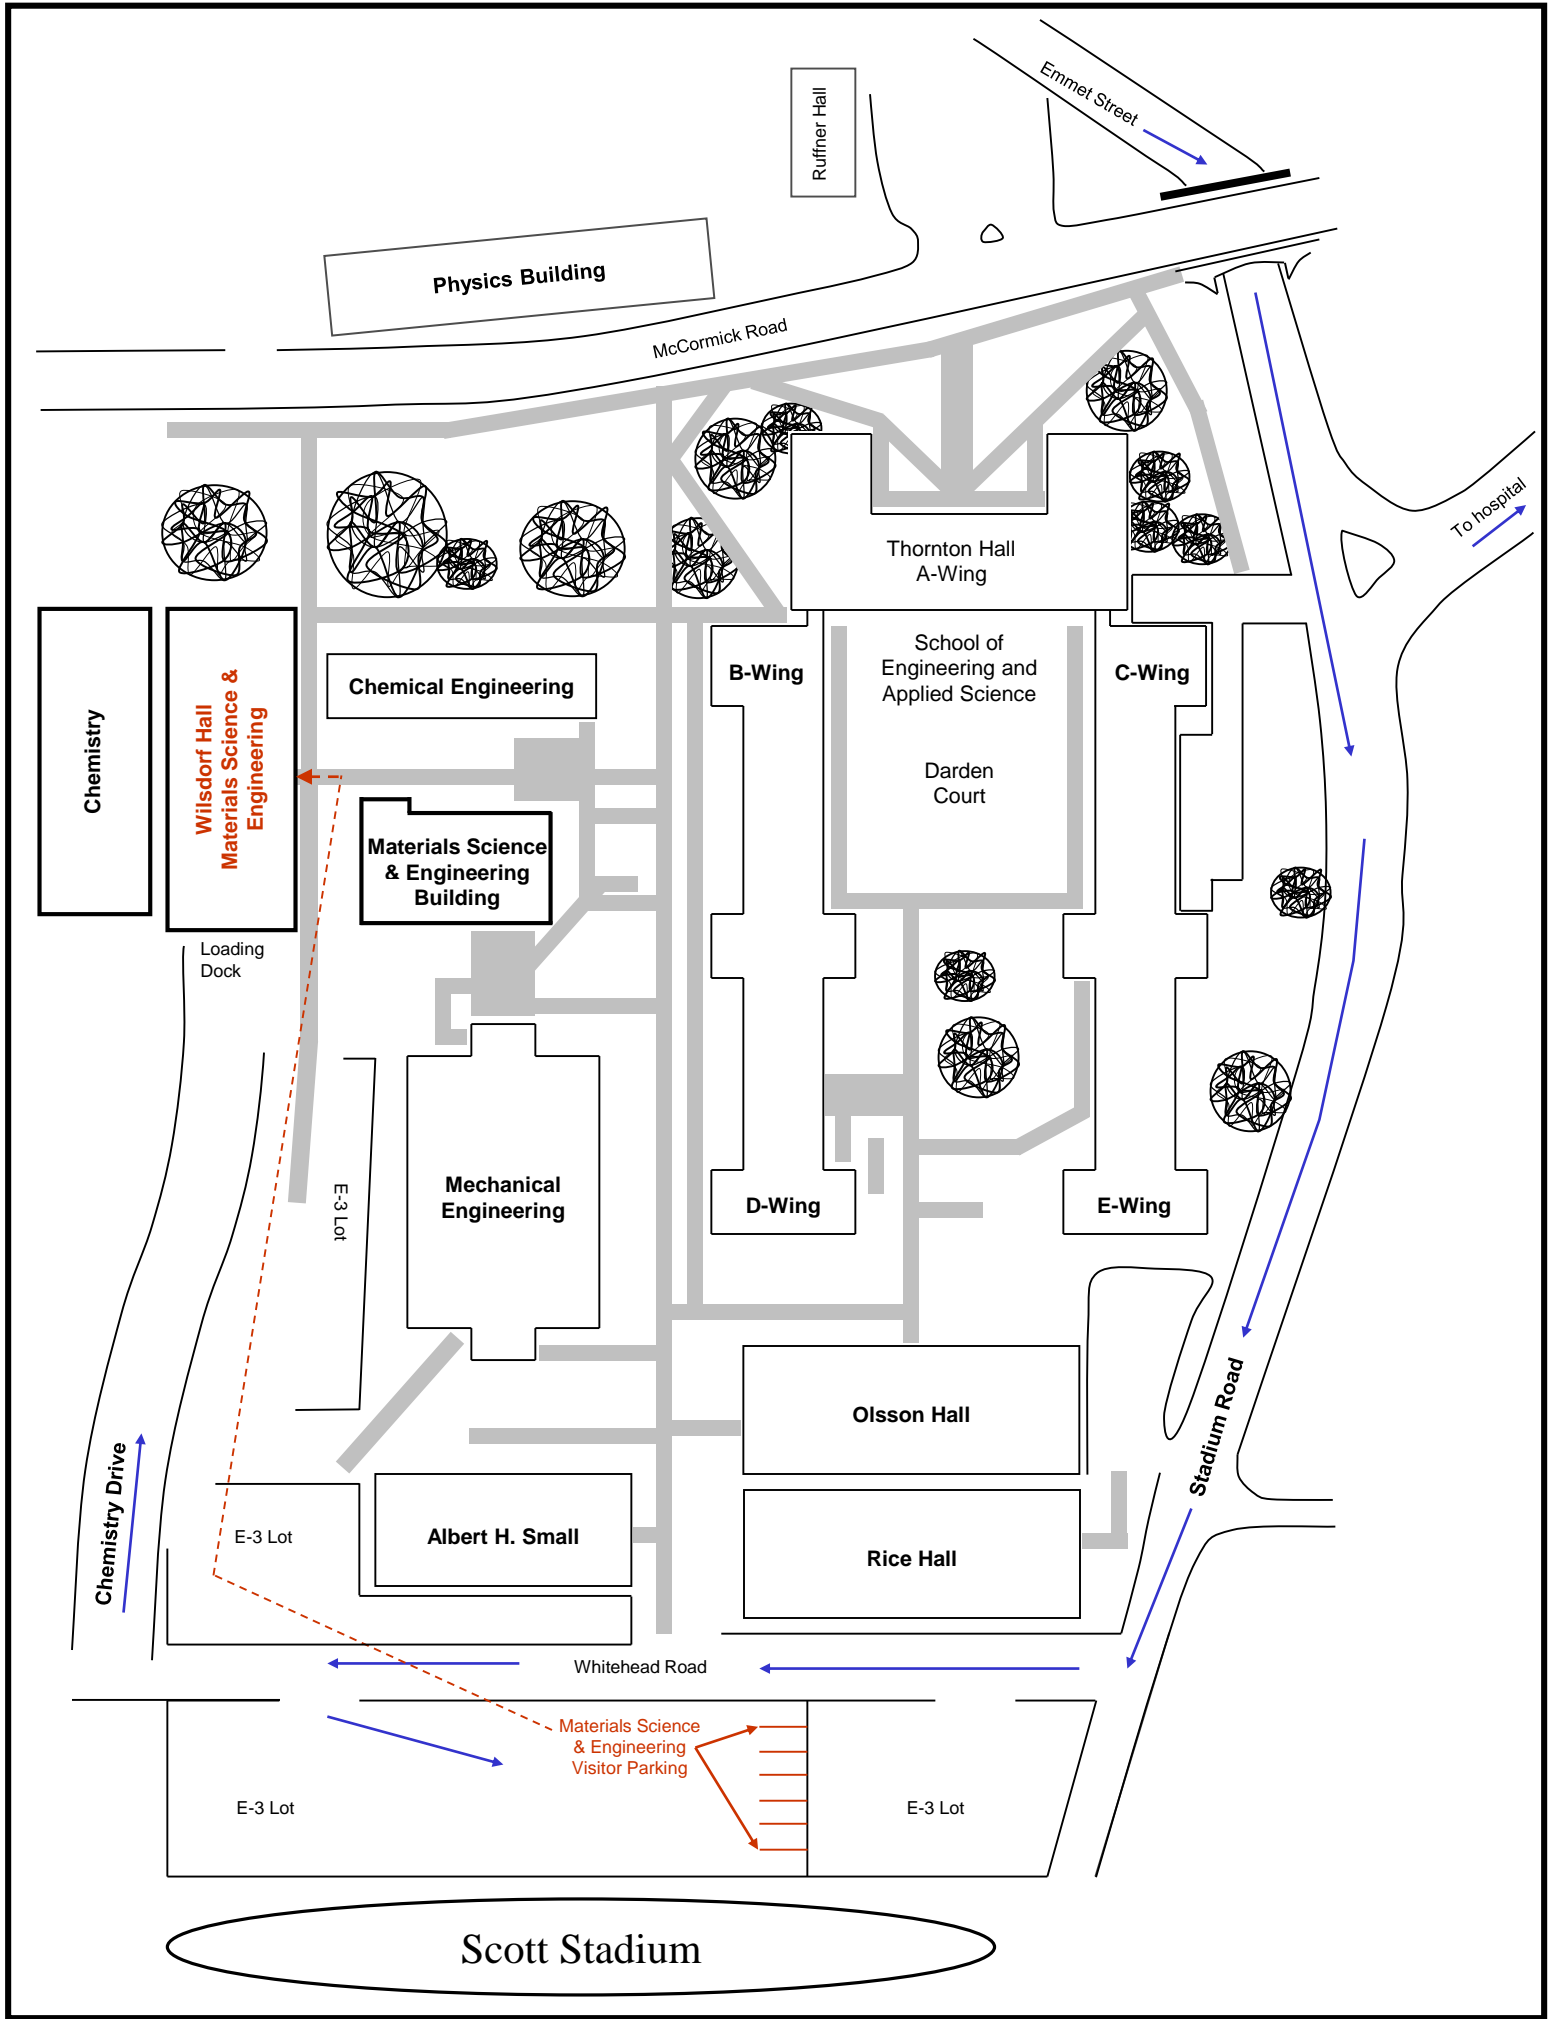 Emmet Street
Ruffner Hall
Physics Building
McCormick Road
To hospital
Thornton Hall
A-Wing
School of
Engineering and
Applied Science
Darden
Court
B-Wing
C-Wing
Chemical Engineering
Chemistry
Wilsdorf Hall
Materials Science &
Engineering
Materials Science
& Engineering
Building
Loading
Dock
E-3 Lot
Mechanical
Engineering
D-Wing
E-Wing
Olsson Hall
Stadium Road
Chemistry Drive
E-3 Lot
Albert H. Small
Rice Hall
Whitehead Road
Materials Science
& Engineering
Visitor Parking
E-3 Lot
E-3 Lot
Scott Stadium